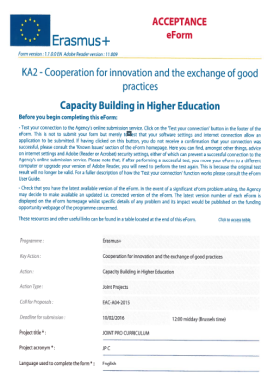 ACCEPTANCE
eForm
Erasmus+
Form version : 1.1.0.0 EN Adobe Reader version : 11.009
KA2 - Cooperation for innovation and the exchange of good
practices
Capacity Building in Higher Education
Before you begin completing this eForm:
- Test your connection to the Agency's online submission service. Click on the 'Test your connection' button in the footer of the
eForm. This is not to submit your form but merely to test that your software settings and internet connection allow an
application to be submitted. If having clicked on this button, you do not receive a confirmation that your connection was
successful, please consult the 'Known issues' section of the eForm homepage. Here you can find, amongst other things, advice
on internet settings and Adobe Reader or Acrobat security settings, either of which can prevent a successful connection to the
Agency's online submission service. Please note that, if after performing a successful test, you move your eForm to a different
computer or upgrade your version of Adobe Reader, you will need to perform the test again. This is because the original test
result will no longer be valid. For a fuller description of how the 'Test your connection' function works please consult the eForm
User Guide.
- Check that you have the latest available version of the eForm. In the event of a significant eForm problem arising, the Agency
may decide to make available an updated i.e. corrected version of the eForm. The latest version number of each eForm is
displayed on the eForm homepage whilst specific details of any problem and its impact would be published on the funding
opportunity webpage of the programme concerned.
These resources and other useful links can be found in a table located at the end of this eForm. Click to access table.
Programme : Erasmus+
Key Action : Cooperation for innovation and the exchange of good practices
Action : Capacity Building in Higher Education
Action Type : Joint Projects
Call for Proposals : EAC-A04-2015
Deadline for submission : 10/02/2016 12:00 midday (Brussels time)
Project title * : JOINT PRO CURRICULUM
Project acronym * : JP.C
Language used to complete the form * : English